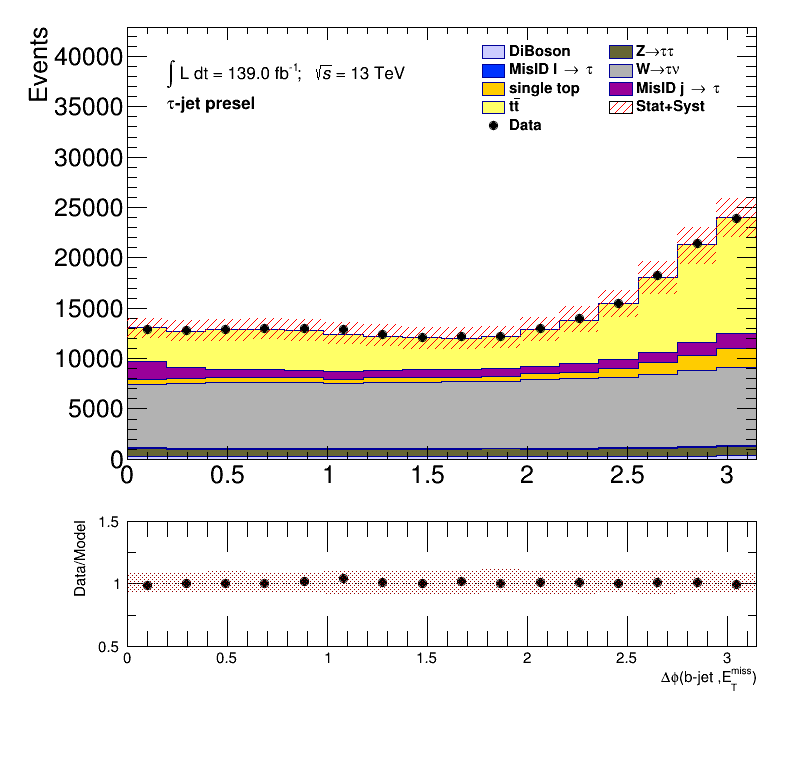 Events
40000
35000
30000
25000
20000
15000
10000
5000
0
∫ L dt = 139.0 fb⁻¹; √s = 13 TeV
τ-jet presel
DiBoson
MisID l → τ
single top
tt̄
Data
Z→ττ
W→τν
MisID j → τ
Stat+Syst
0 0.5 1 1.5 2 2.5 3
Data/Model
1.5
1
0.5
0 0.5 1 1.5 2 2.5 3
Δϕ(b-jet ,E_T^miss)